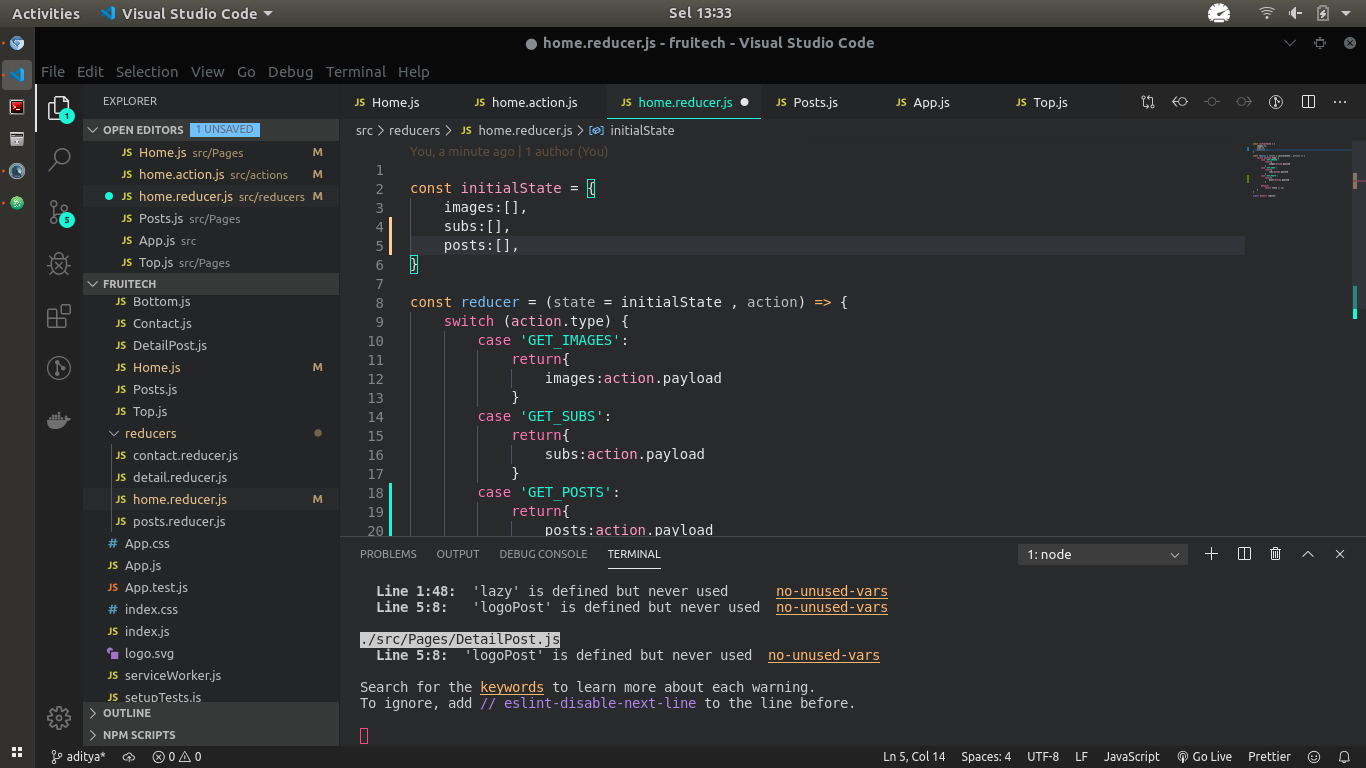 Activities Visual Studio Code Sel 13:33
home.reducer.js - fruitech - Visual Studio Code
File Edit Selection View Go Debug Terminal Help
EXPLORER
OPEN EDITORS 1 UNSAVED
JS Home.js src/Pages M
JS home.action.js src/actions
JS home.reducer.js src/reducers M
JS Posts.js src/Pages
JS App.js src
JS Top.js src/Pages
FRUITECH
JS Bottom.js
JS Contact.js
JS DetailPost.js
JS Home.js M
JS Posts.js
JS Top.js
reducers
JS contact.reducer.js
JS detail.reducer.js
JS home.reducer.js M
JS posts.reducer.js
# App.css
JS App.js
JS App.test.js
# index.css
JS index.js
logo.svg
JS serviceWorker.js
JS setupTests.js
OUTLINE
NPM SCRIPTS
1
5
JS Home.js JS home.action.js JS home.reducer.js JS Posts.js JS App.js JS Top.js
src > reducers > JS home.reducer.js > initialState
You, a minute ago | 1 author (You)
1
2 const initialState = {
3 images:[],
4 subs:[],
5 posts:[],
6 }
7
8 const reducer = (state = initialState , action) => {
9 switch (action.type) {
10 case 'GET_IMAGES':
11 return{
12 images:action.payload
13 }
14 case 'GET_SUBS':
15 return{
16 subs:action.payload
17 }
18 case 'GET_POSTS':
19 return{
20 posts:action.payload
PROBLEMS OUTPUT DEBUG CONSOLE TERMINAL 1: node
Line 1:48: 'lazy' is defined but never used no-unused-vars
Line 5:8: 'logoPost' is defined but never used no-unused-vars
./src/Pages/DetailPost.js
Line 5:8: 'logoPost' is defined but never used no-unused-vars
Search for the keywords to learn more about each warning.
To ignore, add // eslint-disable-next-line to the line before.
aditya* 0 0 Ln 5, Col 14 Spaces: 4 UTF-8 LF JavaScript Go Live Prettier